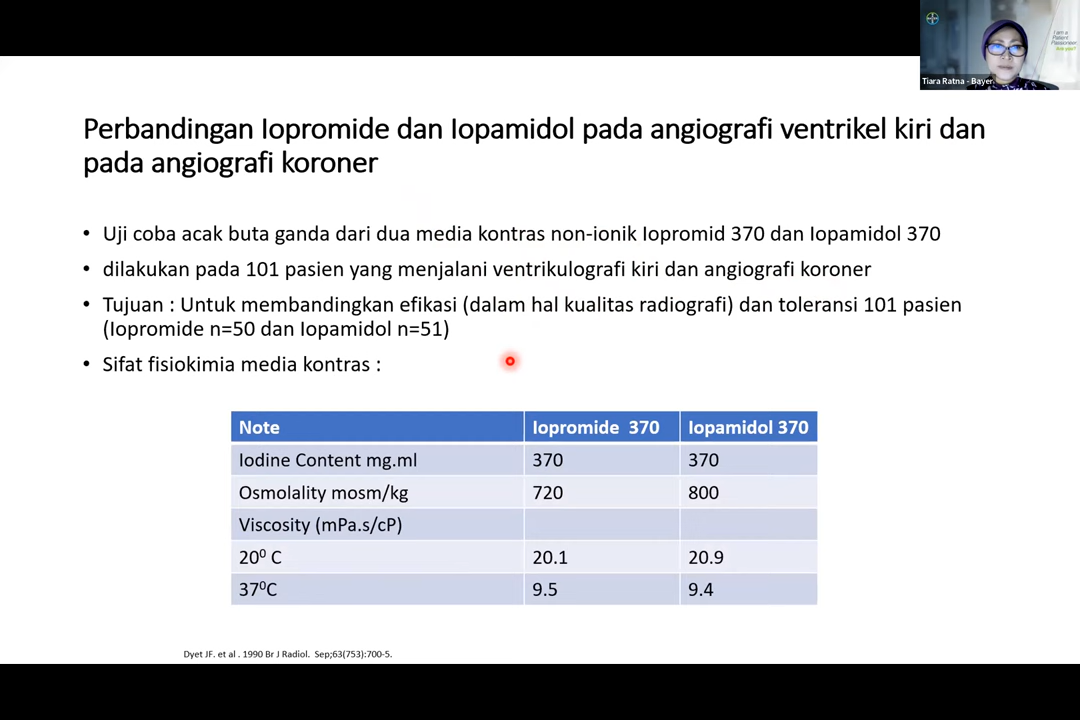 I am a
Patient
Passioneer
Tiara Ratna - Bayer
Perbandingan Iopromide dan Iopamidol pada angiografi ventrikel kiri dan
pada angiografi koroner
• Uji coba acak buta ganda dari dua media kontras non-ionik Iopromid 370 dan Iopamidol 370
• dilakukan pada 101 pasien yang menjalani ventrikulografi kiri dan angiografi koroner
• Tujuan : Untuk membandingkan efikasi (dalam hal kualitas radiografi) dan toleransi 101 pasien
(Iopromide n=50 dan Iopamidol n=51)
• Sifat fisiokimia media kontras :
Note Iopromide 370 Iopamidol 370
Iodine Content mg.ml 370 370
Osmolality mosm/kg 720 800
Viscosity (mPa.s/cP)
20⁰ C 20.1 20.9
37⁰C 9.5 9.4
Dyet JF. et al . 1990 Br J Radiol. Sep;63(753):700-5.